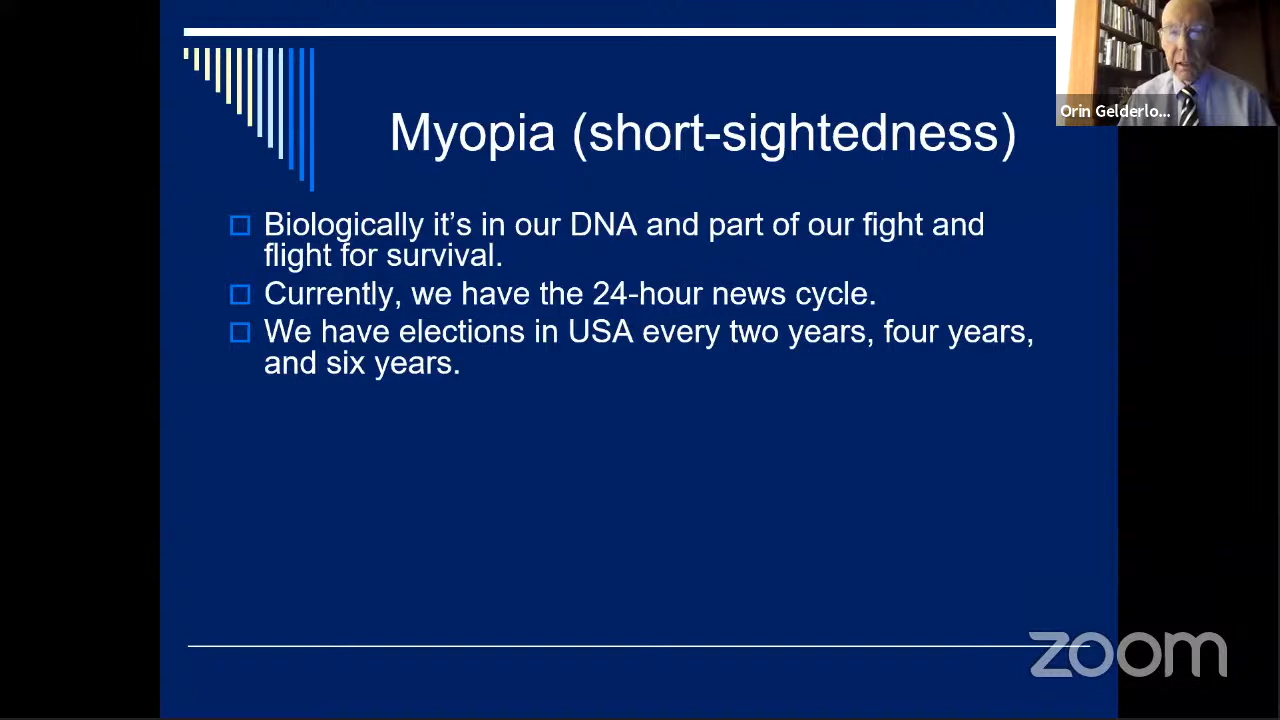 Orin Gelderlo...
Myopia (short-sightedness)
Biologically it's in our DNA and part of our fight and
flight for survival.
Currently, we have the 24-hour news cycle.
We have elections in USA every two years, four years,
and six years.
zoom